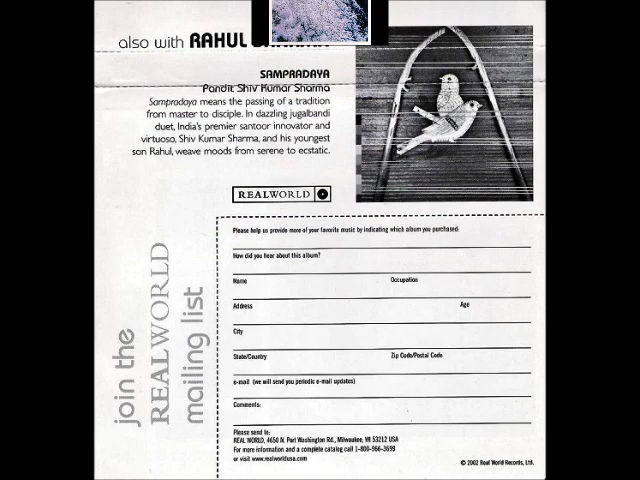 also with RAHUL
SAMPRADAYA
Pandit Shiv Kumar Sharma
Sampradaya means the passing of a tradition
from master to disciple. In dazzling jugalbandi
duet, India's premier santoor innovator and
virtuoso, Shiv Kumar Sharma, and his youngest
son Rahul, weave moods from serene to ecstatic.
REALWORLD
join the
REALWORLD
mailing list
Please help us provide more of your favorite music by indicating which album you purchased:
How did you hear about this album?
Name Occupation
Address Age
City
State/Country Zip Code/Postal Code
e-mail (we will send you periodic e-mail updates)
Comments:
Please send to:
REAL WORLD, 4650 N. Port Washington Rd., Milwaukee, WI 53212 USA
For more information and a complete catalog call 1-800-966-3699
or visit www.realworldusa.com
© 2002 Real World Records, Ltd.